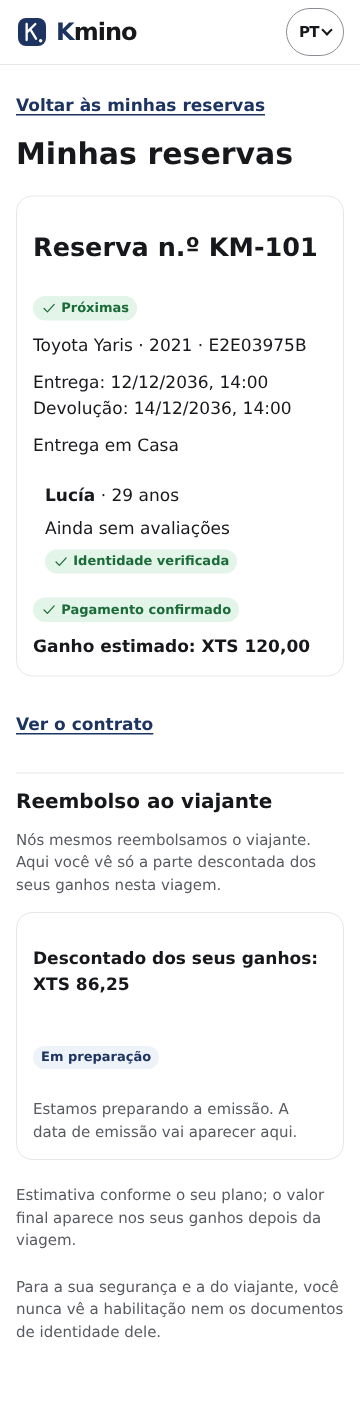 Kmino
PT
Voltar às minhas reservas
Minhas reservas
Reserva n.º KM-101
Próximas
Toyota Yaris · 2021 · E2E03975B
Entrega: 12/12/2036, 14:00
Devolução: 14/12/2036, 14:00
Entrega em Casa
Lucía · 29 anos
Ainda sem avaliações
Identidade verificada
Pagamento confirmado
Ganho estimado: XTS 120,00
Ver o contrato
Reembolso ao viajante
Nós mesmos reembolsamos o viajante.
Aqui você vê só a parte descontada dos
seus ganhos nesta viagem.
Descontado dos seus ganhos:
XTS 86,25
Em preparação
Estamos preparando a emissão. A
data de emissão vai aparecer aqui.
Estimativa conforme o seu plano; o valor
final aparece nos seus ganhos depois da
viagem.
Para a sua segurança e a do viajante, você
nunca vê a habilitação nem os documentos
de identidade dele.